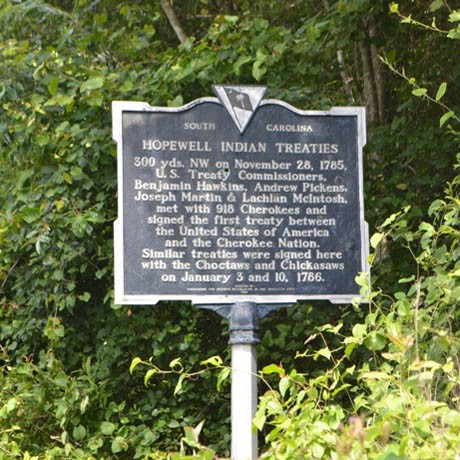 SOUTH CAROLINA
HOPEWELL INDIAN TREATIES
300 yds. NW on November 28, 1785,
U.S. Treaty Commissioners,
Benjamin Hawkins, Andrew Pickens,
Joseph Martin & Lachlan McIntosh,
met with 918 Cherokees and
signed the first treaty between
the United States of America
and the Cherokee Nation.
Similar treaties were signed here
with the Choctaws and Chickasaws
on January 3 and 10, 1786.